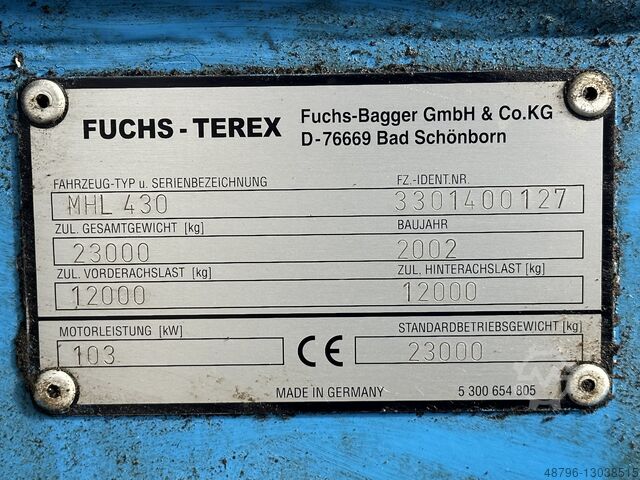 FUCHS - TEREX Fuchs-Bagger GmbH & Co.KG
D-76669 Bad Schönborn
FAHRZEUG-TYP u. SERIENBEZEICHNUNG FZ.-IDENT.NR.
MHL 430 3301400127
ZUL. GESAMTGEWICHT [kg] BAUJAHR
23000 2002
ZUL. VORDERACHSLAST [kg] ZUL. HINTERACHSLAST [kg]
12000 12000
MOTORLEISTUNG [kW] STANDARDBETRIEBSGEWICHT [kg]
103 CE 23000
MADE IN GERMANY 5 300 654 805
48796-13038515